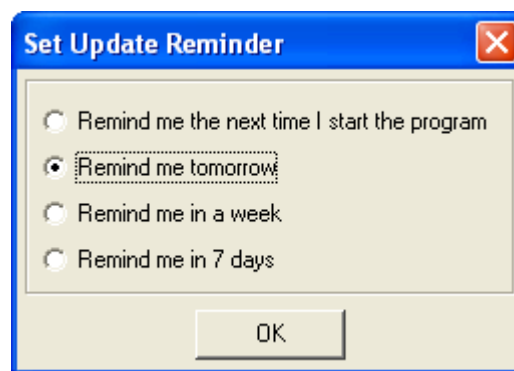 Set Update Reminder
Remind me the next time I start the program
Remind me tomorrow
Remind me in a week
Remind me in 7 days
OK